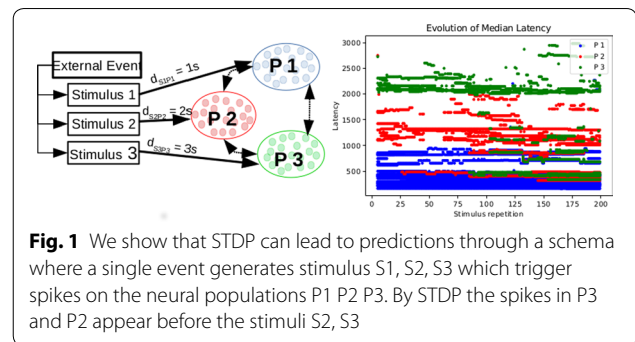 External Event
Stimulus 1
Stimulus 2
Stimulus 3
d_S1P1 = 1s
d_S2P2 = 2s
d_S3P3 = 3s
P 1
P 2
P 3
Evolution of Median Latency
P 1
P 2
P 3
Latency
3000
2500
2000
1500
1000
500
0 25 50 75 100 125 150 175 200
Stimulus repetition
Fig. 1 We show that STDP can lead to predictions through a schema
where a single event generates stimulus S1, S2, S3 which trigger
spikes on the neural populations P1 P2 P3. By STDP the spikes in P3
and P2 appear before the stimuli S2, S3